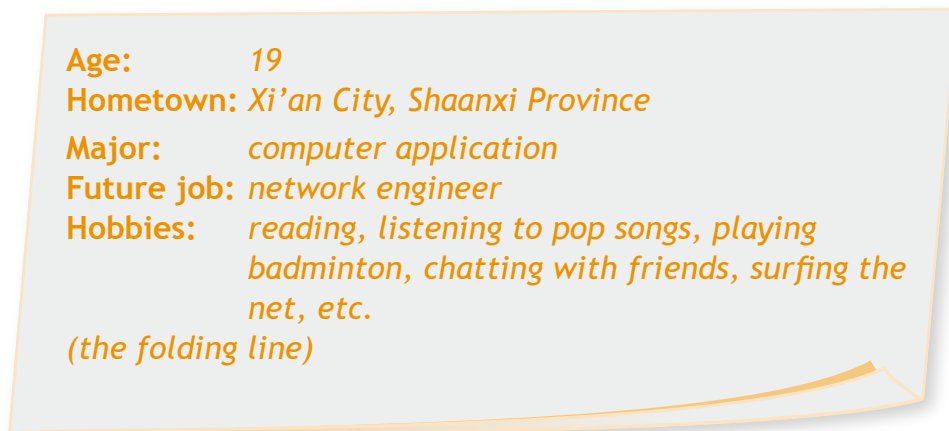 Age: 19
Hometown: Xi’an City, Shaanxi Province
Major: computer application
Future job: network engineer
Hobbies: reading, listening to pop songs, playing
badminton, chatting with friends, surfing the
net, etc.
(the folding line)